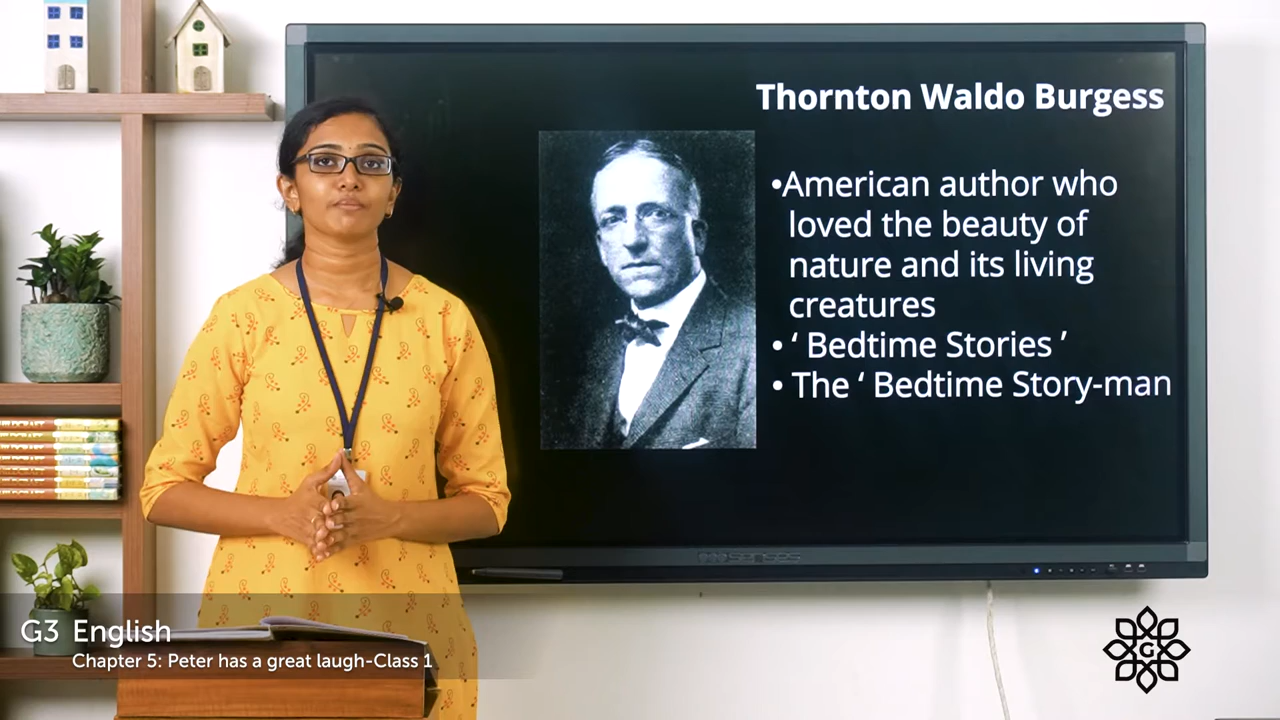 Thornton Waldo Burgess
•American author who
loved the beauty of
nature and its living
creatures
• ‘ Bedtime Stories ’
• The ‘ Bedtime Story-man
G3 English
Chapter 5: Peter has a great laugh-Class 1
G